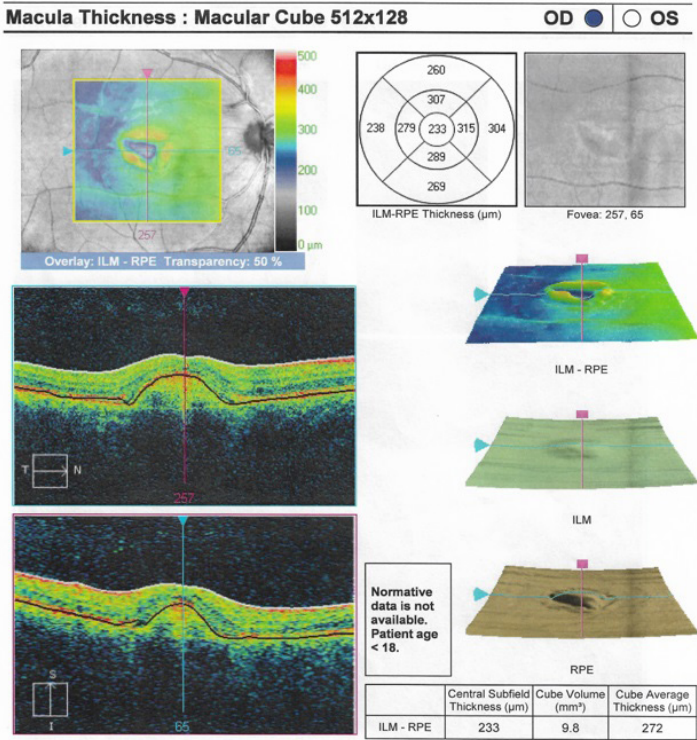 Macula Thickness : Macular Cube 512x128 OD OS
500
400
300
200
100
0 µm
65
257
Overlay: ILM - RPE Transparency: 50 %
260
307
238 279 233 315 304
289
269
ILM-RPE Thickness (µm)
Fovea: 257, 65
ILM - RPE
T N
257
ILM
S
I
65
Normative
data is not
available.
Patient age
< 18.
RPE
Central Subfield Thickness (µm) Cube Volume (mm³) Cube Average Thickness (µm)
ILM - RPE 233 9.8 272